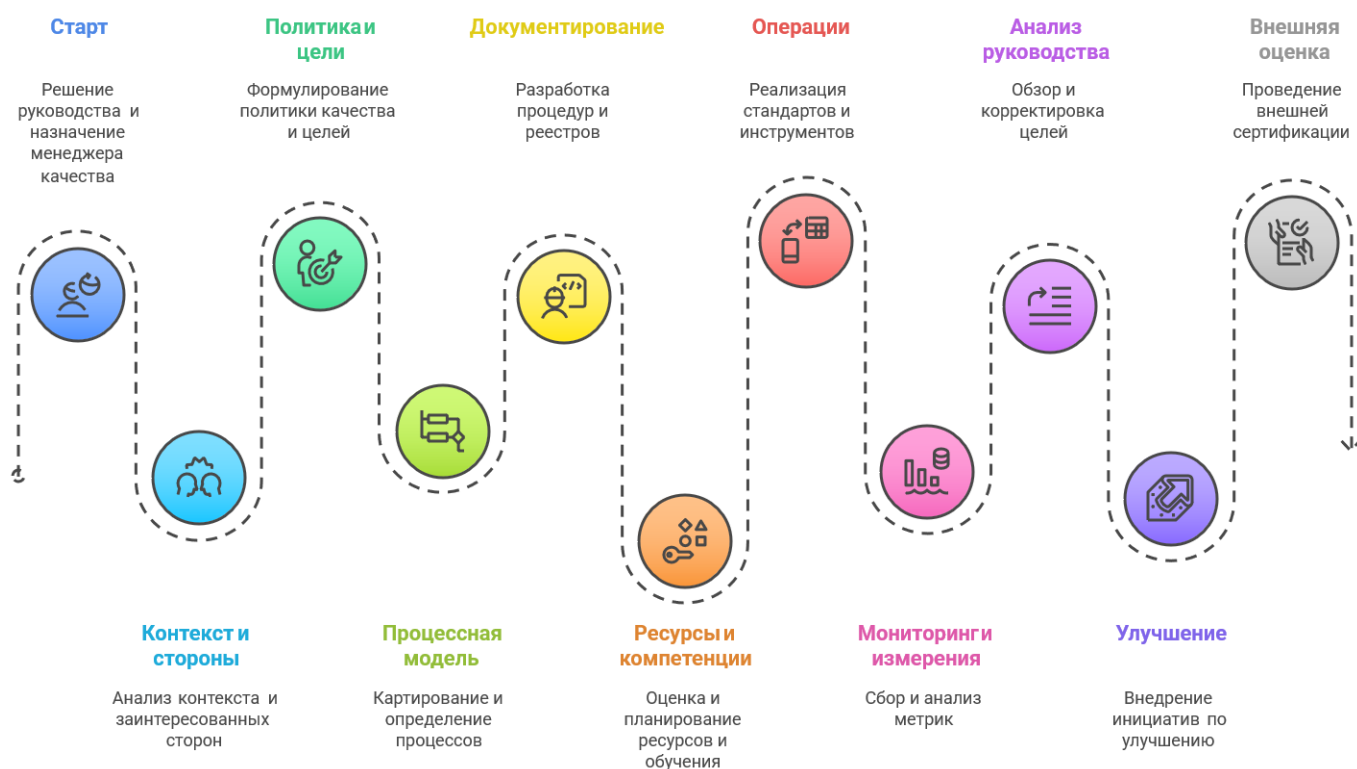 Старт
Решение
руководства и
назначение
менеджера
качества
Контекст и
стороны
Анализ контекста и
заинтересованных
сторон
Политика и
цели
Формулирование
политики качества
и целей
Процессная
модель
Картирование и
определение
процессов
Документирование
Разработка
процедур и
реестров
Ресурсы и
компетенции
Оценка и
планирование
ресурсов и
обучения
Операции
Реализация
стандартов и
инструментов
Мониторинг и
измерения
Сбор и анализ
метрик
Анализ
руководства
Обзор и
корректировка
целей
Улучшение
Внедрение
инициатив по
улучшению
Внешняя
оценка
Проведение
внешней
сертификации